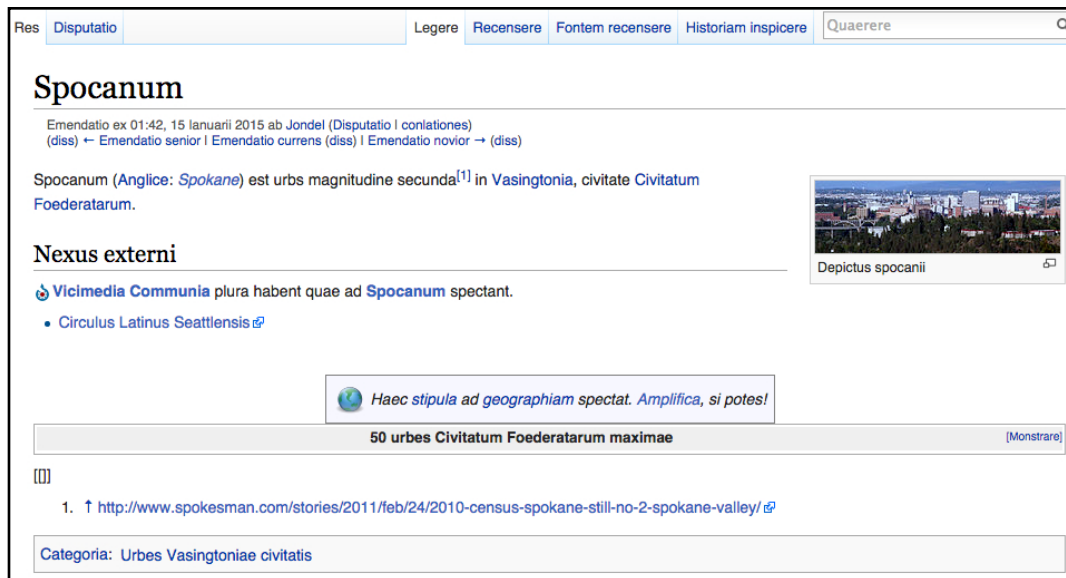 Res Disputatio Legere Recensere Fontem recensere Historiam inspicere Quaerere
Spocanum
Emendatio ex 01:42, 15 Ianuarii 2015 ab Jondel (Disputatio | conlationes)
(diss) ← Emendatio senior | Emendatio currens (diss) | Emendatio novior → (diss)
Spocanum (Anglice: Spokane) est urbs magnitudine secunda[1] in Vasingtonia, civitate Civitatum
Foederatarum.
Depictus spocanii
Nexus externi
Vicimedia Communia plura habent quae ad Spocanum spectant.
• Circulus Latinus Seattlensis
Haec stipula ad geographiam spectat. Amplifica, si potes!
50 urbes Civitatum Foederatarum maximae [Monstrare]
[[]]
1. ↑ http://www.spokesman.com/stories/2011/feb/24/2010-census-spokane-still-no-2-spokane-valley/
Categoria: Urbes Vasingtoniae civitatis